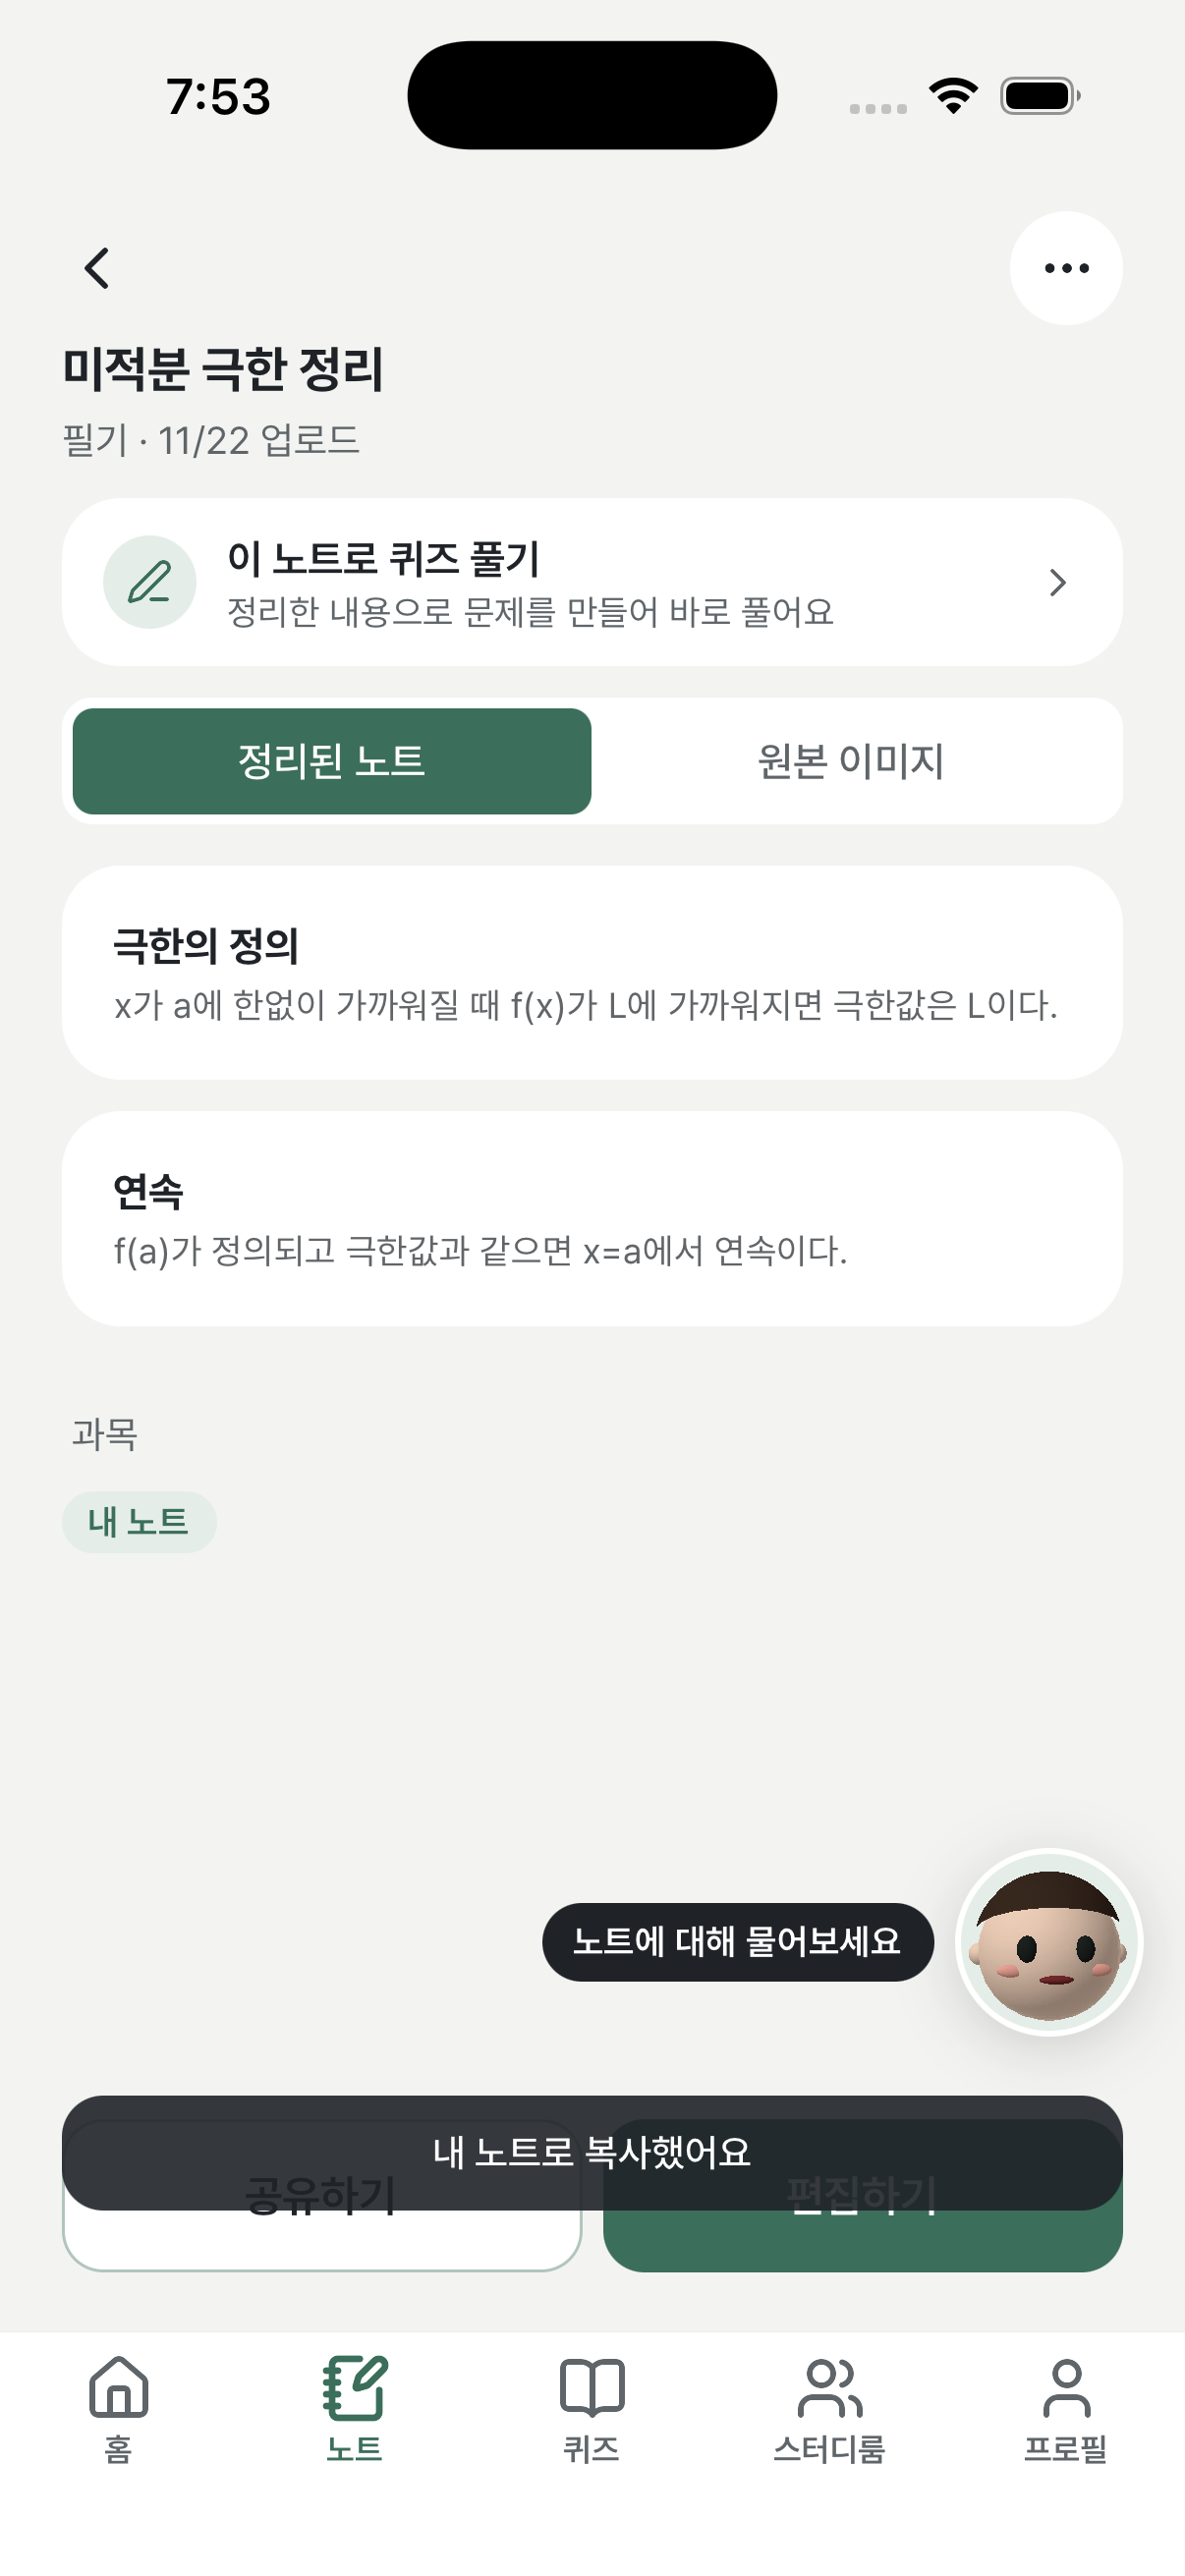 7:53
미적분 극한 정리
필기 · 11/22 업로드
이 노트로 퀴즈 풀기
정리한 내용으로 문제를 만들어 바로 풀어요
정리된 노트
원본 이미지
극한의 정의
x가 a에 한없이 가까워질 때 f(x)가 L에 가까워지면 극한값은 L이다.
연속
f(a)가 정의되고 극한값과 같으면 x=a에서 연속이다.
과목
내 노트
노트에 대해 물어보세요
내 노트로 복사했어요
공유하기
편집하기
홈
노트
퀴즈
스터디룸
프로필